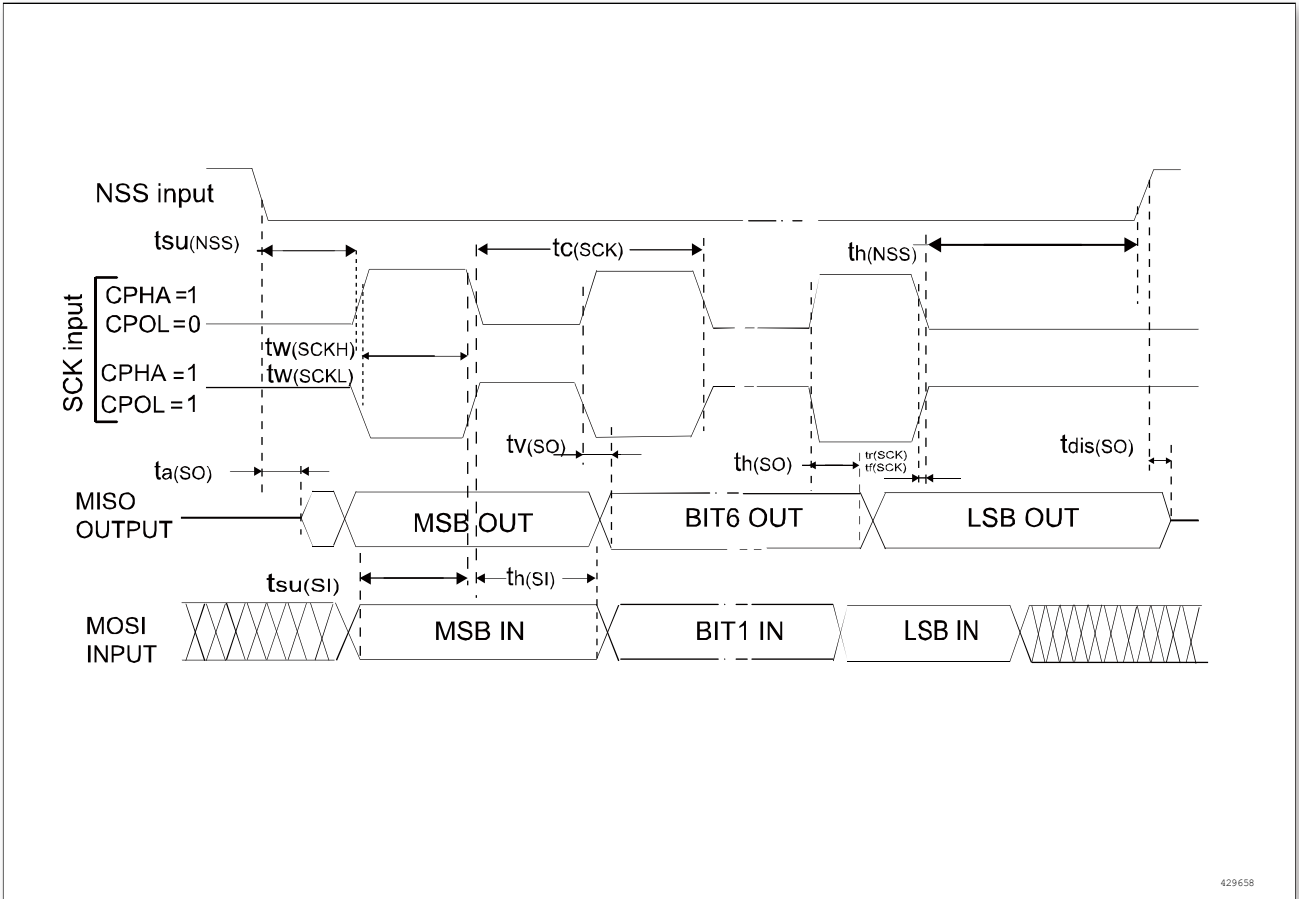 NSS input
tsu(NSS)
tc(SCK)
th(NSS)
SCK input
CPHA =1
CPOL =0
tw(SCKH)
tw(SCKL)
CPHA =1
CPOL =1
tv(SO)
th(SO)
tr(SCK)
tf(SCK)
tdis(SO)
ta(SO)
MISO
OUTPUT
MSB OUT
BIT6 OUT
LSB OUT
tsu(SI)
th(SI)
MOSI
INPUT
MSB IN
BIT1 IN
LSB IN
429658